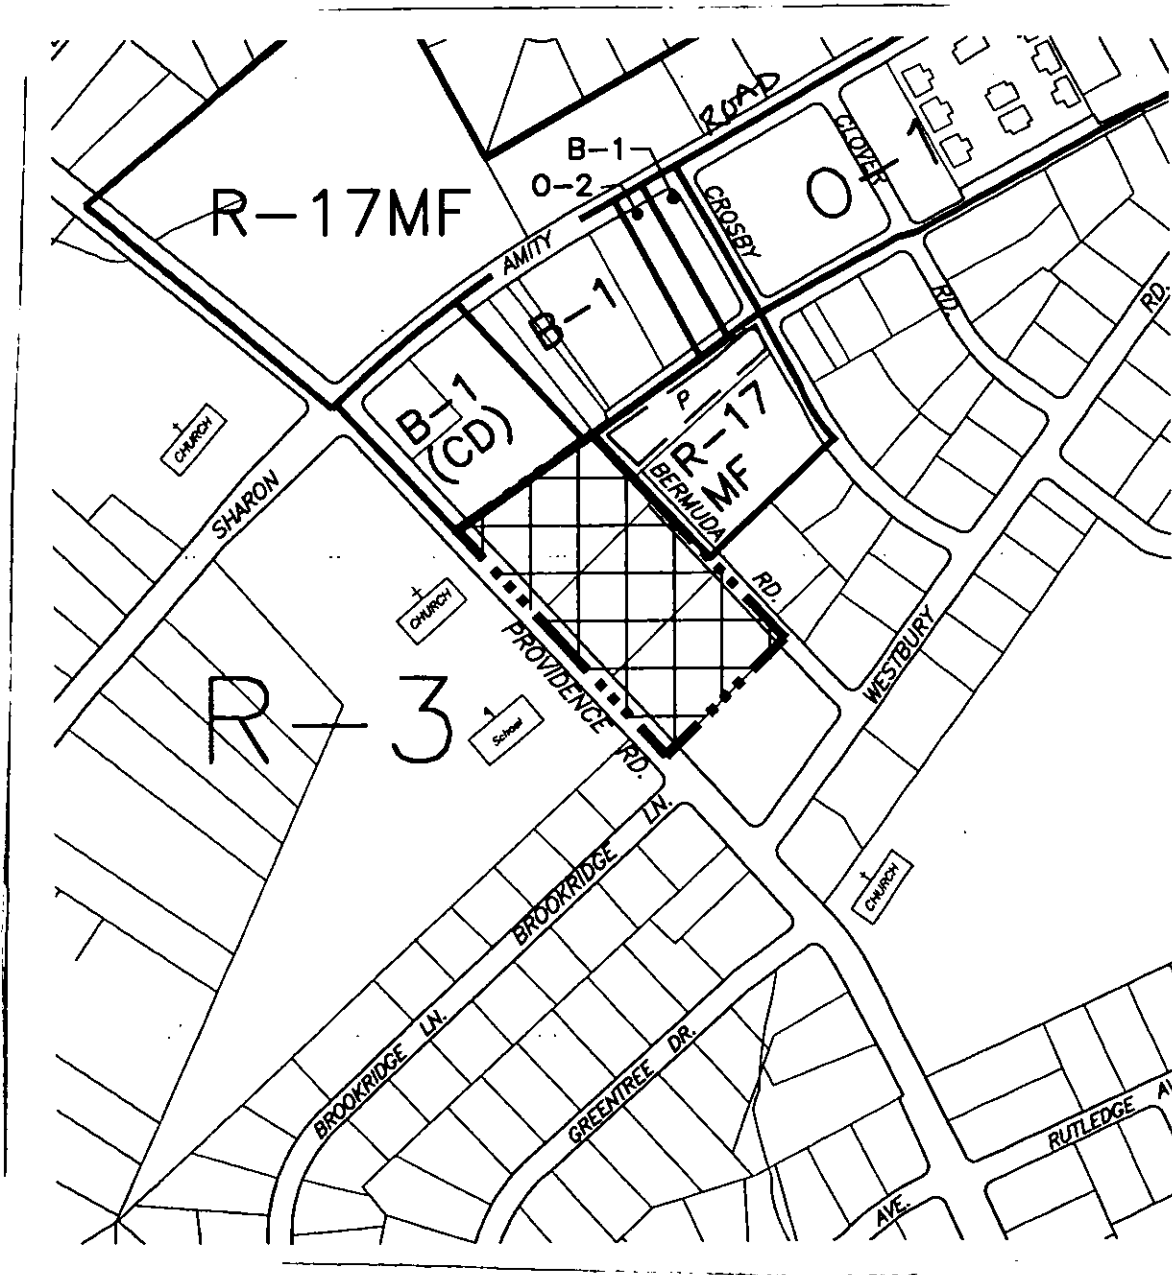 ROAD
B-1
O-2
CLOVER
R-17MF
CROSBY
O-1
AMITY
B-1
RD.
RD.
B-1
(CD)
P
R-17
MF
CHURCH
BERMUDA
SHARON
RD.
CHURCH
PROVIDENCE
WESTBURY
R-3
School
RD.
LN.
BROOKRIDGE
CHURCH
LN.
BROOKRIDGE
DR.
GREENTREE
RUTLEDGE
AVE.